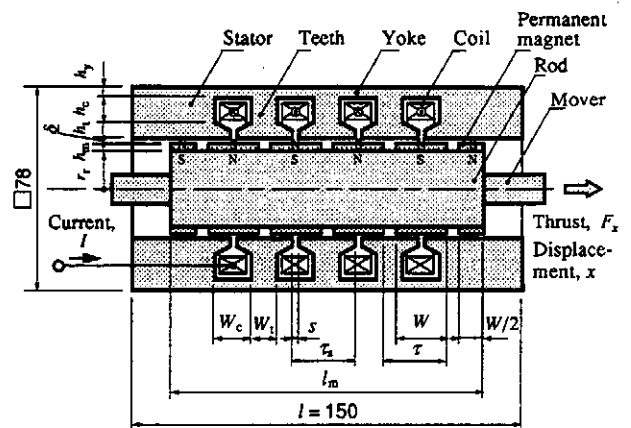 Permanent
magnet
Stator Teeth Yoke Coil
Rod
Mover
h_y
h_c
h_t
δ
h_m
r_r
□78
S N S N S N
Current,
I
Thrust, F_x
Displace-
ment, x
W_c W_t s W W/2
τ_s τ
l_m
l = 150